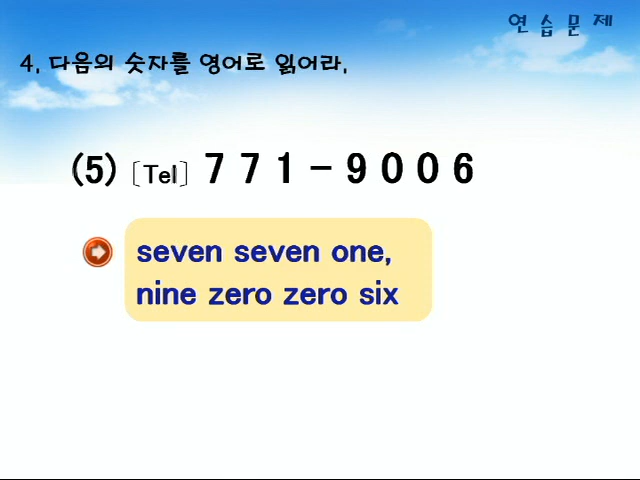 연습문제
4. 다음의 숫자를 영어로 읽어라.
(5) [Tel] 771-9006
seven seven one,
nine zero zero six